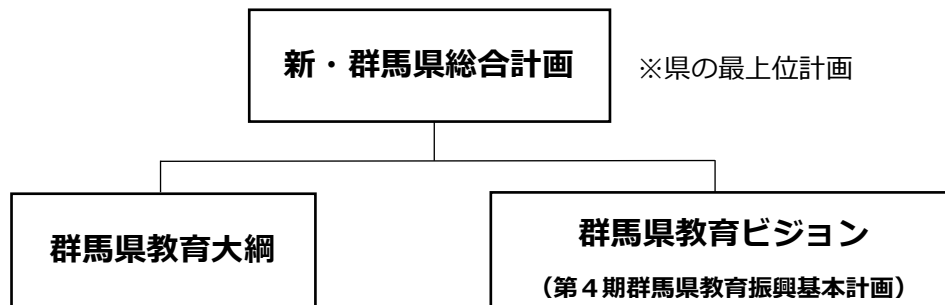 新・群馬県総合計画
※県の最上位計画
群馬県教育大綱
群馬県教育ビジョン
（第４期群馬県教育振興基本計画）